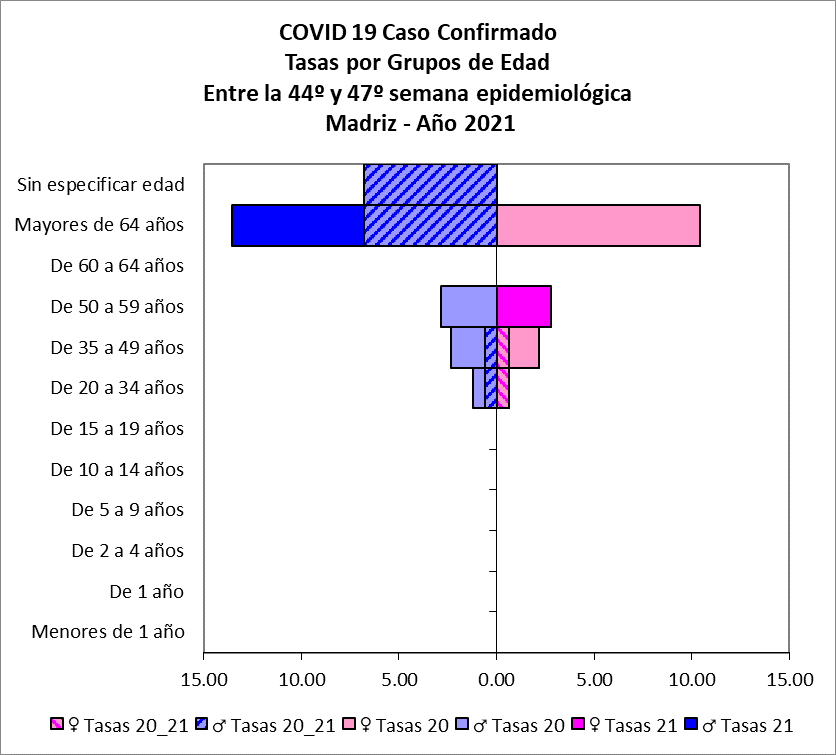 COVID 19 Caso Confirmado
Tasas por Grupos de Edad
Entre la 44º y 47º semana epidemiológica
Madriz - Año 2021
Sin especificar edad
Mayores de 64 años
De 60 a 64 años
De 50 a 59 años
De 35 a 49 años
De 20 a 34 años
De 15 a 19 años
De 10 a 14 años
De 5 a 9 años
De 2 a 4 años
De 1 año
Menores de 1 año
15.00 10.00 5.00 0.00 5.00 10.00 15.00
♀ Tasas 20_21 ♂ Tasas 20_21 ♀ Tasas 20 ♂ Tasas 20 ♀ Tasas 21 ♂ Tasas 21